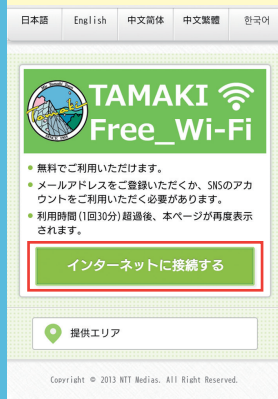 日本語 English 中文简体 中文繁體 한국어
TAMAKI
Free_Wi-Fi
無料でご利用いただけます。
メールアドレスをご登録いただくか、SNSのアカ
ウントをご利用いただく必要があります。
利用時間(1回30分)超過後、本ページが再度表示
されます。
インターネットに接続する
提供エリア
Copyright © 2013 NTT Medias. All Right Reserved.